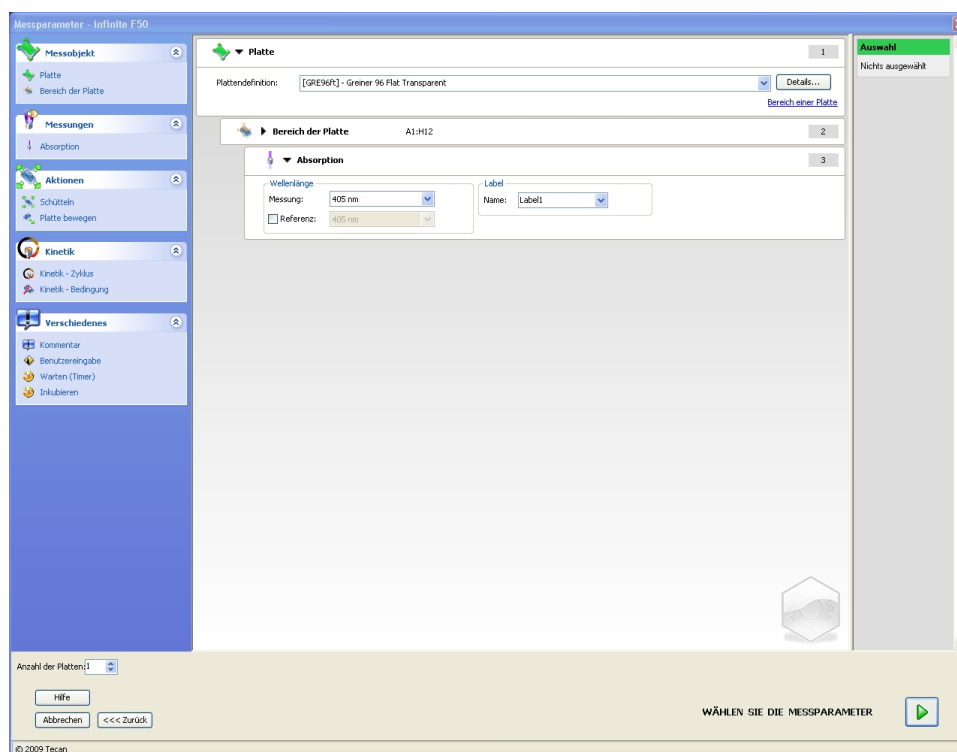 Messparameter - infinite F50
Messobjekt
Platte
Bereich der Platte
Messungen
Absorption
Aktionen
Schütteln
Platte bewegen
Kinetik
Kinetik - Zyklus
Kinetik - Bedingung
Verschiedenes
Kommentar
Benutzereingabe
Warten (Timer)
Inkubieren
Platte 1
Plattendefinition: [GRE96ft] - Greiner 96 Flat Transparent Details...
Bereich einer Platte
Bereich der Platte A1:H12 2
Absorption 3
Wellenlänge
Messung: 405 nm
Referenz: 405 nm
Label
Name: Label1
Auswahl
Nichts ausgewählt
Anzahl der Platten: 1
Hilfe
Abbrechen <<< Zurück
WÄHLEN SIE DIE MESSPARAMETER
© 2009 Tecan